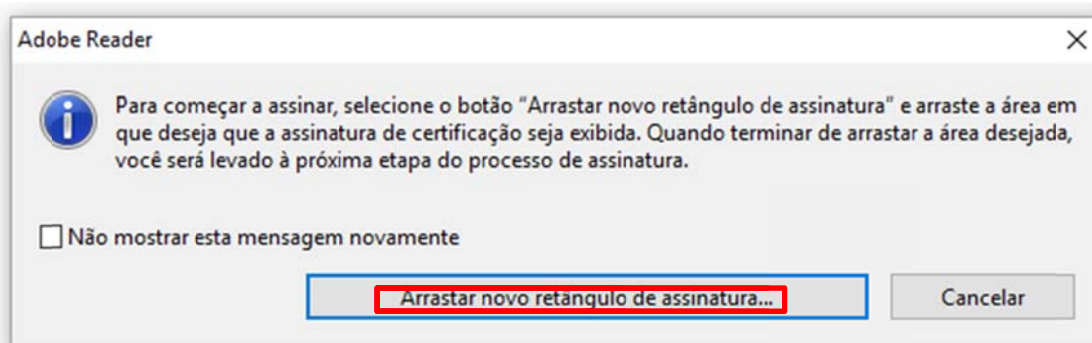 Adobe Reader
Para começar a assinar, selecione o botão “Arrastar novo retângulo de assinatura” e arraste a área em
que deseja que a assinatura de certificação seja exibida. Quando terminar de arrastar a área desejada,
você será levado à próxima etapa do processo de assinatura.
Não mostrar esta mensagem novamente
Arrastar novo retângulo de assinatura...
Cancelar